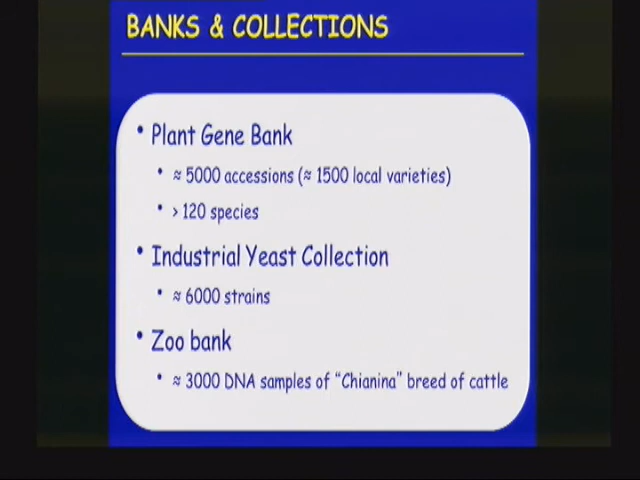 BANKS & COLLECTIONS
• Plant Gene Bank
• ≈ 5000 accessions (≈ 1500 local varieties)
• > 120 species
• Industrial Yeast Collection
• ≈ 6000 strains
• Zoo bank
• ≈ 3000 DNA samples of “Chianina” breed of cattle